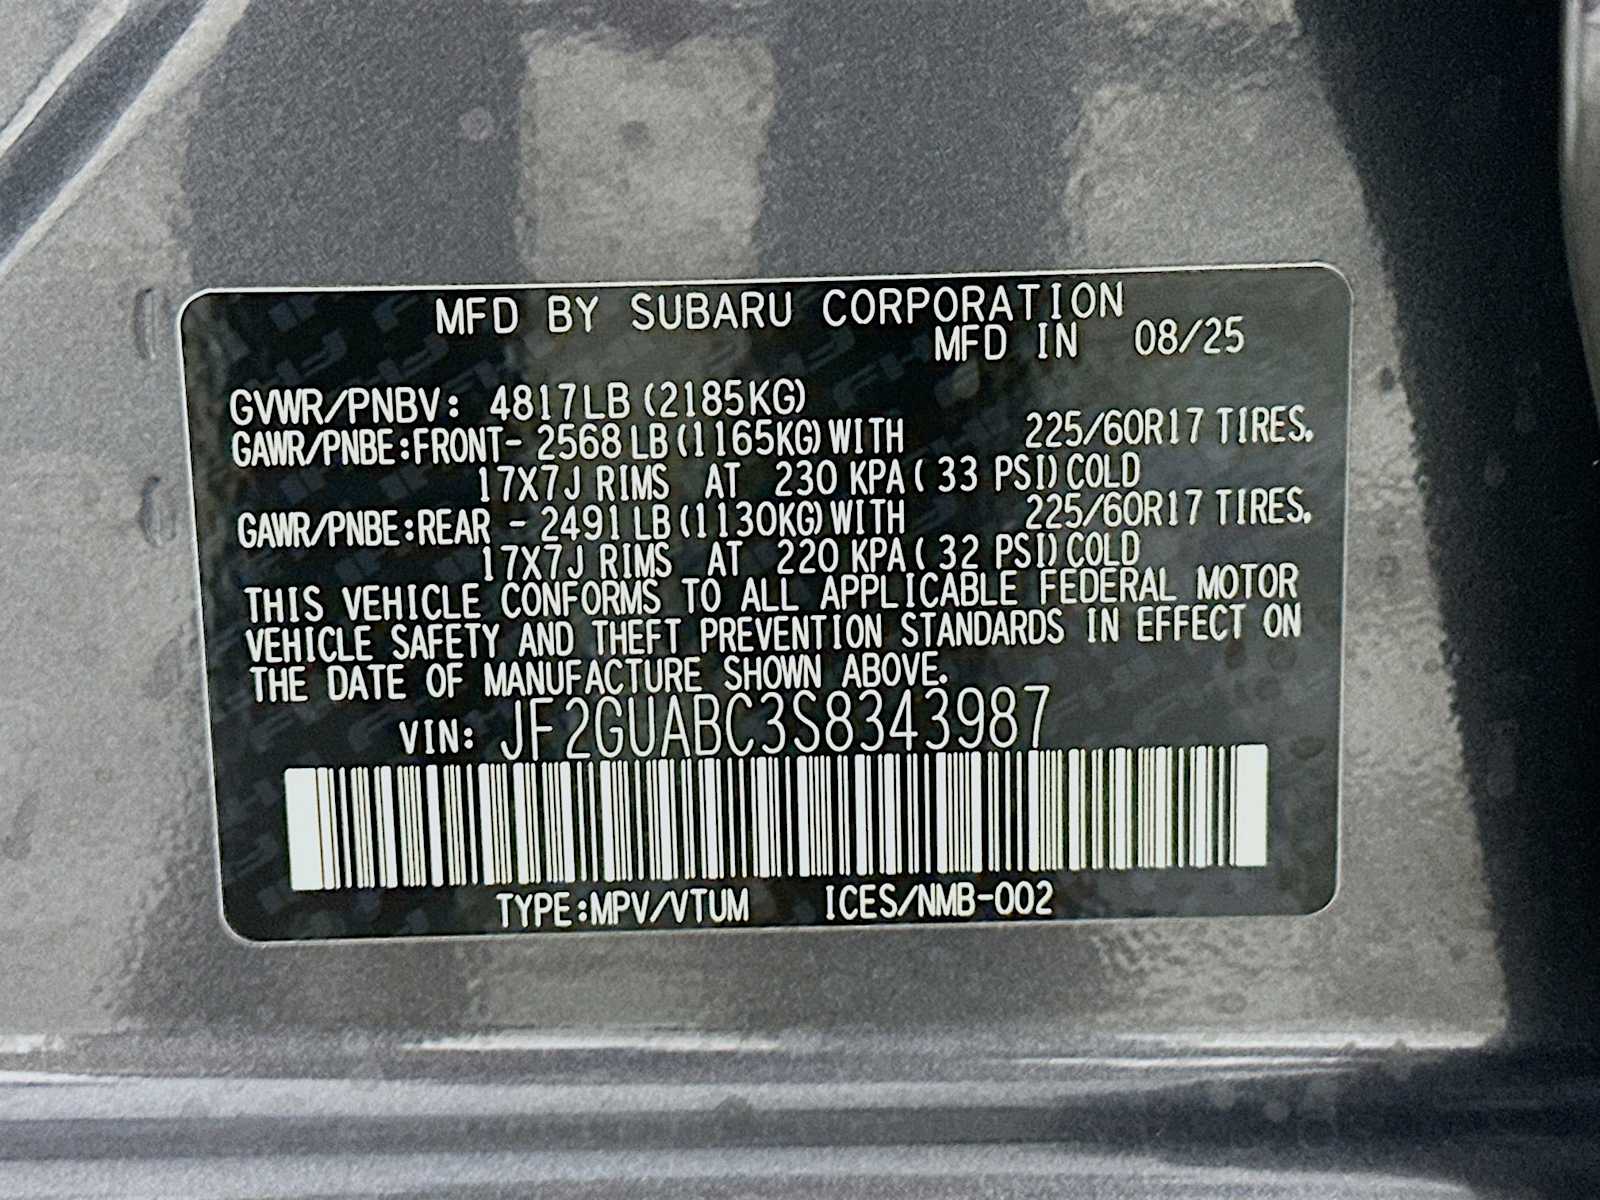 MFD BY SUBARU CORPORATION
MFD IN 08/25
GVWR/PNBV: 4817LB (2185KG)
GAWR/PNBE:FRONT- 2568 LB (1165KG) WITH 225/60R17 TIRES,
17X7J RIMS AT 230 KPA ( 33 PSI) COLD
GAWR/PNBE:REAR - 2491 LB (1130KG) WITH 225/60R17 TIRES,
17X7J RIMS AT 220 KPA ( 32 PSI) COLD
THIS VEHICLE CONFORMS TO ALL APPLICABLE FEDERAL MOTOR
VEHICLE SAFETY AND THEFT PREVENTION STANDARDS IN EFFECT ON
THE DATE OF MANUFACTURE SHOWN ABOVE.
VIN: JF2GUABC3S8343987
TYPE:MPV/VTUM ICES/NMB-002